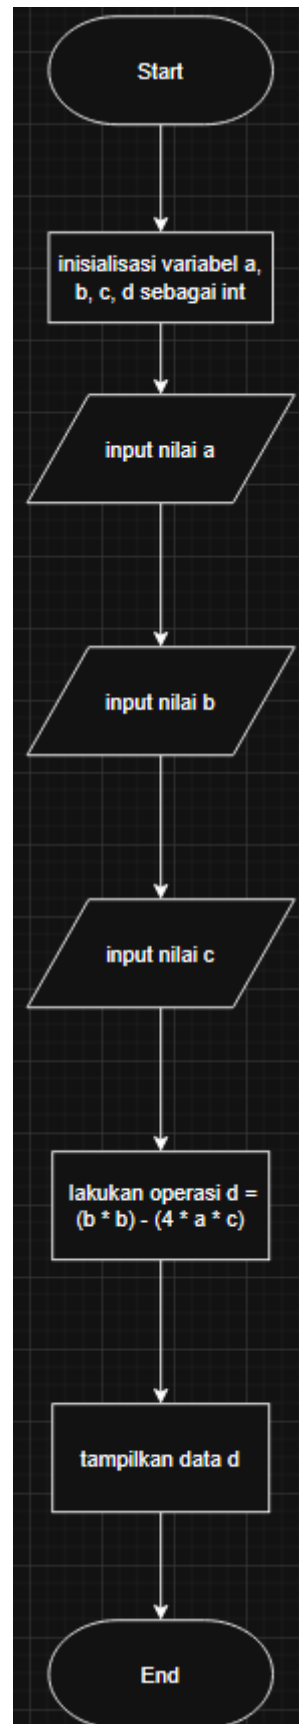 Start
inisialisasi variabel a,
b, c, d sebagai int
input nilai a
input nilai b
input nilai c
lakukan operasi d =
(b * b) - (4 * a * c)
tampilkan data d
End